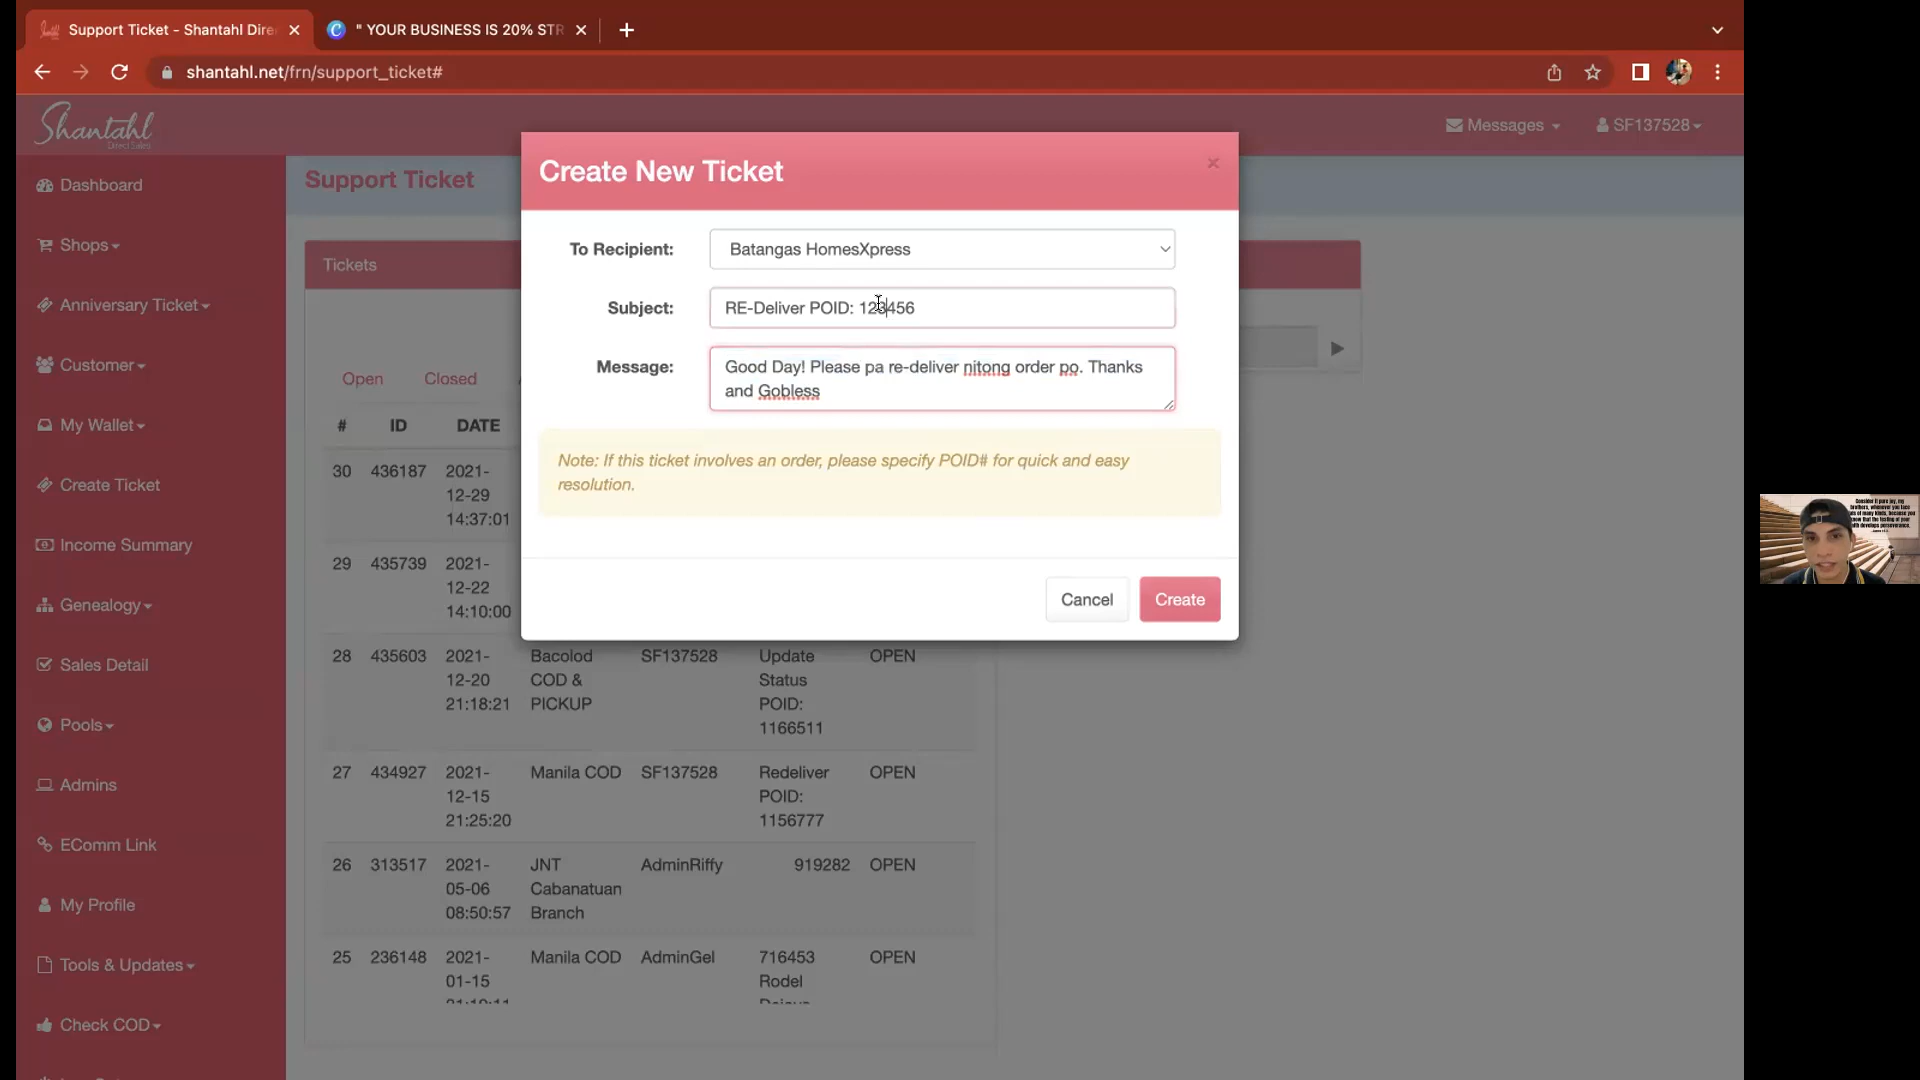 Support Ticket - Shantahl Dire
" YOUR BUSINESS IS 20% STR
shantahl.net/frn/support_ticket#
Shantahl
Direct Sales
Messages
SF137528
Dashboard
Shops
Anniversary Ticket
Customer
My Wallet
Create Ticket
Income Summary
Genealogy
Sales Detail
Pools
Admins
EComm Link
My Profile
Tools & Updates
Check COD
Support Ticket
Tickets
Open Closed
# ID DATE
30 436187 2021-
12-29
14:37:01
29 435739 2021-
12-22
14:10:00
28 435603 2021- Bacolod SF137528 Update OPEN
12-20 COD & Status
21:18:21 PICKUP POID:
1166511
27 434927 2021- Manila COD SF137528 Redeliver OPEN
12-15 POID:
21:25:20 1156777
26 313517 2021- JNT AdminRiffy 919282 OPEN
05-06 Cabanatuan
08:50:57 Branch
25 236148 2021- Manila COD AdminGel 716453 OPEN
01-15 Rodel
Create New Ticket
×
To Recipient: Batangas HomesXpress
Subject: RE-Deliver POID: 123456
Message: Good Day! Please pa re-deliver nitong order po. Thanks
and Gobless
Note: If this ticket involves an order, please specify POID# for quick and easy
resolution.
Cancel Create
Consider it pure joy, my